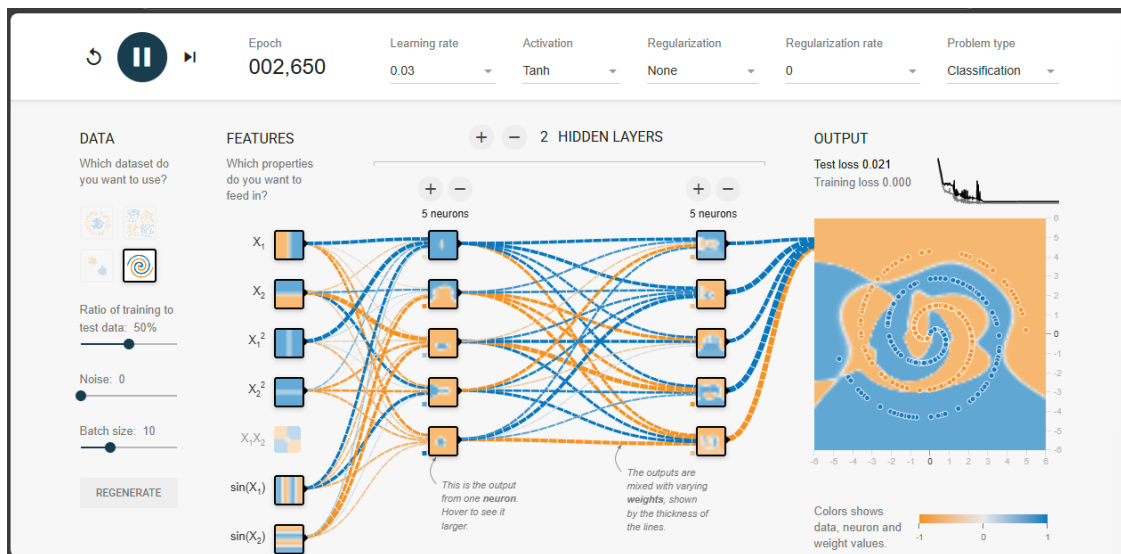 Epoch
002,650
Learning rate
0.03
Activation
Tanh
Regularization
None
Regularization rate
0
Problem type
Classification
DATA
Which dataset do
you want to use?
Ratio of training to
test data: 50%
Noise: 0
Batch size: 10
REGENERATE
FEATURES
Which properties
do you want to
feed in?
X₁
X₂
X₁²
X₂²
X₁X₂
sin(X₁)
sin(X₂)
+ − 2 HIDDEN LAYERS
+ −
5 neurons
+ −
5 neurons
This is the output
from one neuron.
Hover to see it
larger.
The outputs are
mixed with varying
weights, shown
by the thickness of
the lines.
OUTPUT
Test loss 0.021
Training loss 0.000
6
5
4
3
2
1
0
-1
-2
-3
-4
-5
-6
-6 -5 -4 -3 -2 -1 0 1 2 3 4 5 6
Colors shows
data, neuron and
weight values.
-1 0 1